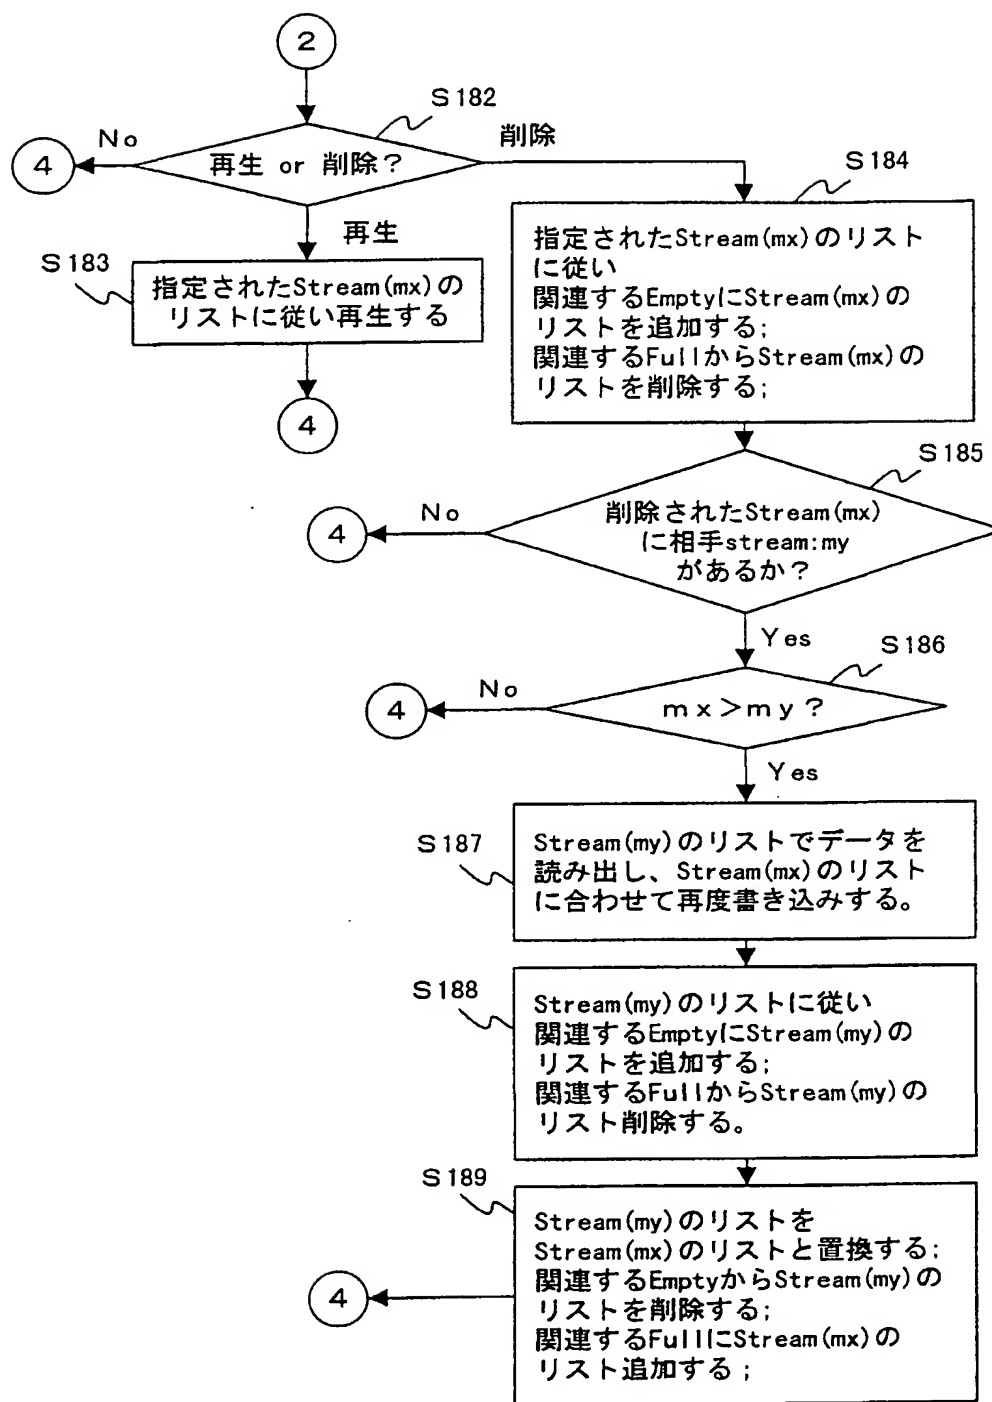 2
S182
No
削除
4
再生 or 削除?
S184
再生
S183
指定されたStream(mx)の
リストに従い再生する
4
指定されたStream(mx)のリスト
に従い
関連するEmptyにStream(mx)の
リストを追加する;
関連するFullからStream(mx)の
リストを削除する;
S185
No
4
削除されたStream(mx)
に相手stream:my
があるか?
Yes
S186
No
4
mx>my?
Yes
S187
Stream(my)のリストでデータを
読み出し、Stream(mx)のリスト
に合わせて再度書き込みする。
S188
Stream(my)のリストに従い
関連するEmptyにStream(my)の
リストを追加する;
関連するFullからStream(my)の
リスト削除する。
S189
Stream(my)のリストを
Stream(mx)のリストと置換する;
関連するEmptyからStream(my)の
リストを削除する;
関連するFullにStream(mx)の
リスト追加する;
4